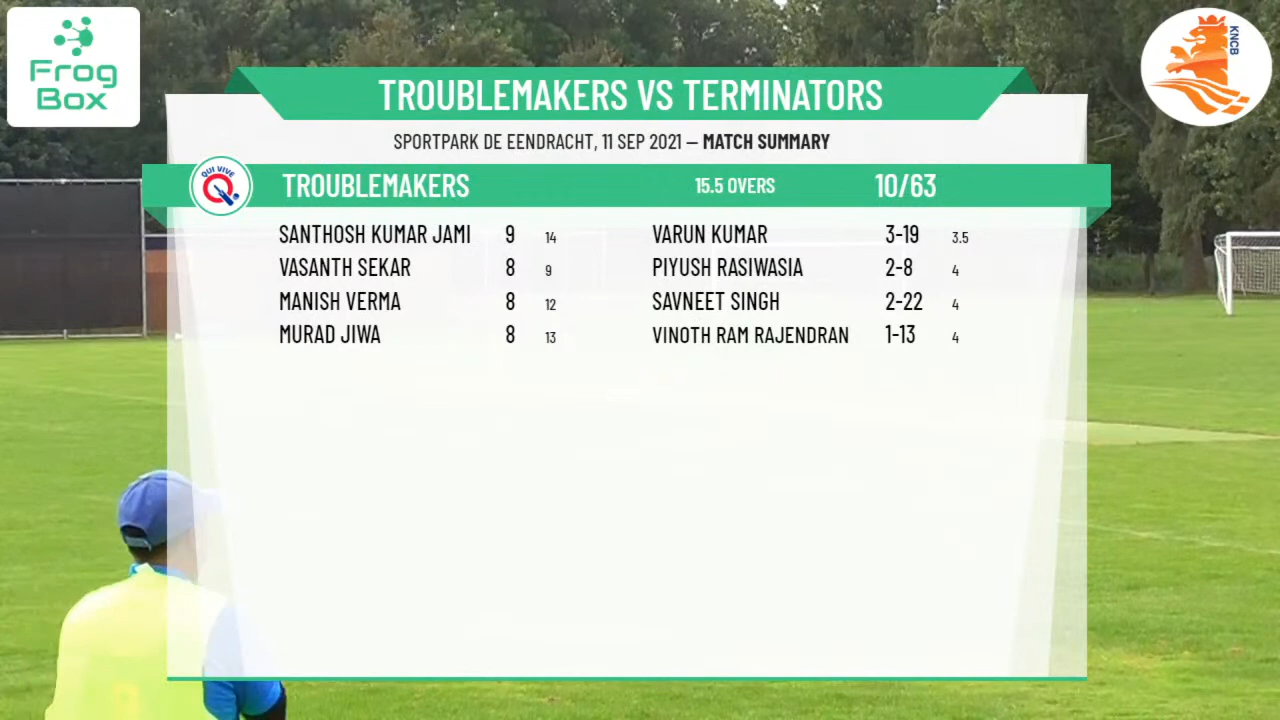 Frog
Box
KNCB
TROUBLEMAKERS VS TERMINATORS
SPORTPARK DE EENDRACHT, 11 SEP 2021 – MATCH SUMMARY
QUI VIVE
TROUBLEMAKERS 15.5 OVERS 10/63
SANTHOSH KUMAR JAMI 9 14 VARUN KUMAR 3-19 3.5
VASANTH SEKAR 8 9 PIYUSH RASIWASIA 2-8 4
MANISH VERMA 8 12 SAVNEET SINGH 2-22 4
MURAD JIWA 8 13 VINOTH RAM RAJENDRAN 1-13 4